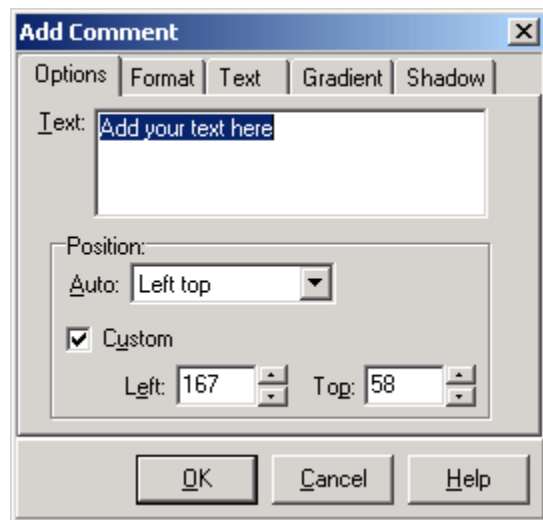 Add Comment
Options Format Text Gradient Shadow
Text: Add your text here
Position:
Auto: Left top
Custom
Left: 167 Top: 58
OK Cancel Help